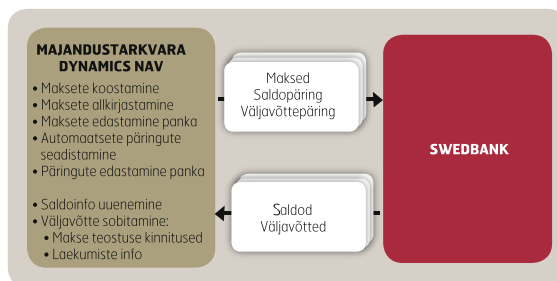 MAJANDUSTARKVARA
DYNAMICS NAV
• Maksete koostamine
• Maksete allkirjastamine
• Maksete edastamine panka
• Automaatsete päringute
seadistamine
• Päringute edastamine panka
• Saldoinfo uuenemine
• Väljavõtte sobitamine:
• Makse teostuse kinnitused
• Laekumiste info
Maksed
Saldopäring
Väljavõttepäring
Saldod
Väljavõtted
SWEDBANK